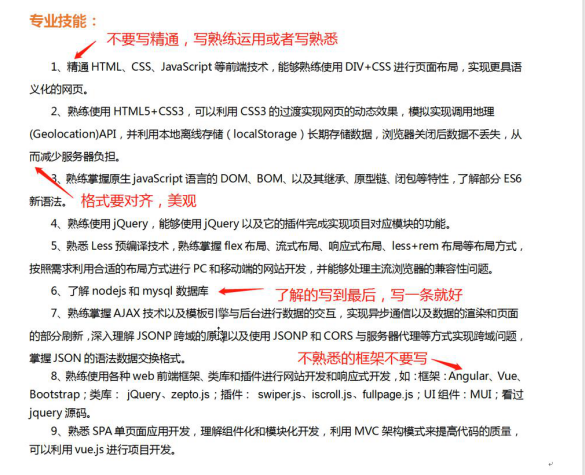 专业技能：
不要写精通，写熟练运用或者写熟悉
1、精通 HTML、CSS、JavaScript 等前端技术，能够熟练使用 DIV+CSS 进行页面布局，实现更具语
义化的网页。
2、熟练使用 HTML5+CSS3，可以利用 CSS3 的过渡实现网页的动态效果，模拟实现调用地理
(Geolocation)API，并利用本地离线存储（localStorage）长期存储数据，浏览器关闭后数据不丢失，从
而减少服务器负担。
3、熟练掌握原生 javaScript 语言的 DOM、BOM、以及其继承、原型链、闭包等特性，了解部分 ES6
新语法。
格式要对齐，美观
4、熟练使用 jQuery，能够使用 jQuery 以及它的插件完成实现项目对应模块的功能。
5、熟悉 Less 预编译技术，熟练掌握 flex 布局、流式布局、响应式布局、less+rem 布局等布局方式，
按照需求利用合适的布局方式进行 PC 和移动端的网站开发，并能够处理主流浏览器的兼容性问题。
6、了解 nodejs 和 mysql 数据库
了解的写到最后，写一条就好
7、熟练掌握 AJAX 技术以及模板引擎与后台进行数据的交互，实现异步通信以及数据的渲染和页面
的部分刷新，深入理解 JSONP 跨域的原理以及使用 JSONP 和 CORS 与服务器代理等方式实现跨域问题，
掌握 JSON 的语法数据交换格式。
不熟悉的框架不要写
8、熟练使用各种 web 前端框架、类库和插件进行网站开发和响应式开发，如：框架：Angular、Vue、
Bootstrap；类库： jQuery、zepto.js；插件： swiper.js、iscroll.js、fullpage.js；UI 组件：MUI；看过
jquery 源码。
9、熟悉 SPA 单页面应用开发，理解组件化和模块化开发，利用 MVC 架构模式来提高代码的质量，
可以利用 vue.js 进行项目开发。